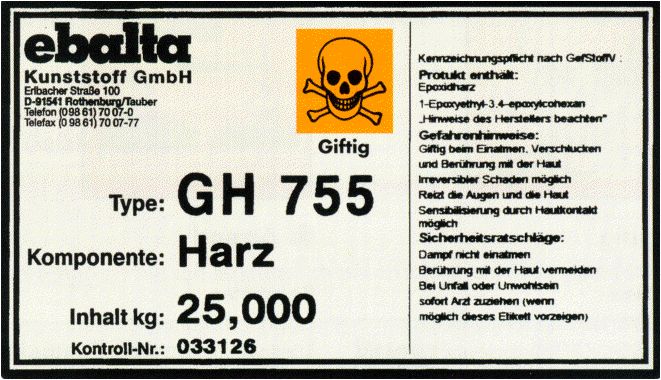 ebalta
Kunststoff GmbH
Erlbacher Straße 100
D-91541 Rothenburg/Tauber
Telefon (0 98 61) 70 07-0
Telefax (0 98 61) 70 07-77
Giftig
Type: GH 755
Komponente: Harz
Inhalt kg: 25,000
Kontroll-Nr.: 033126
Kennzeichnungspflicht nach GefStoffV :
Produkt enthält:
Epoxidharz
1-Epoxyethyl-3.4-epoxylcohexan
„Hinweise des Herstellers beachten"
Gefahrenhinweise:
Giftig beim Einatmen. Verschlucken
und Berührung mit der Haut
Irreversibler Schaden möglich
Reizt die Augen und die Haut
Sensibilisierung durch Hautkontakt
möglich
Sicherheitsratschläge:
Dampf nicht einatmen
Berührung mit der Haut vermeiden
Bei Unfall oder Unwohlsein
sofort Arzt zuziehen (wenn
möglich dieses Etikett vorzeigen)